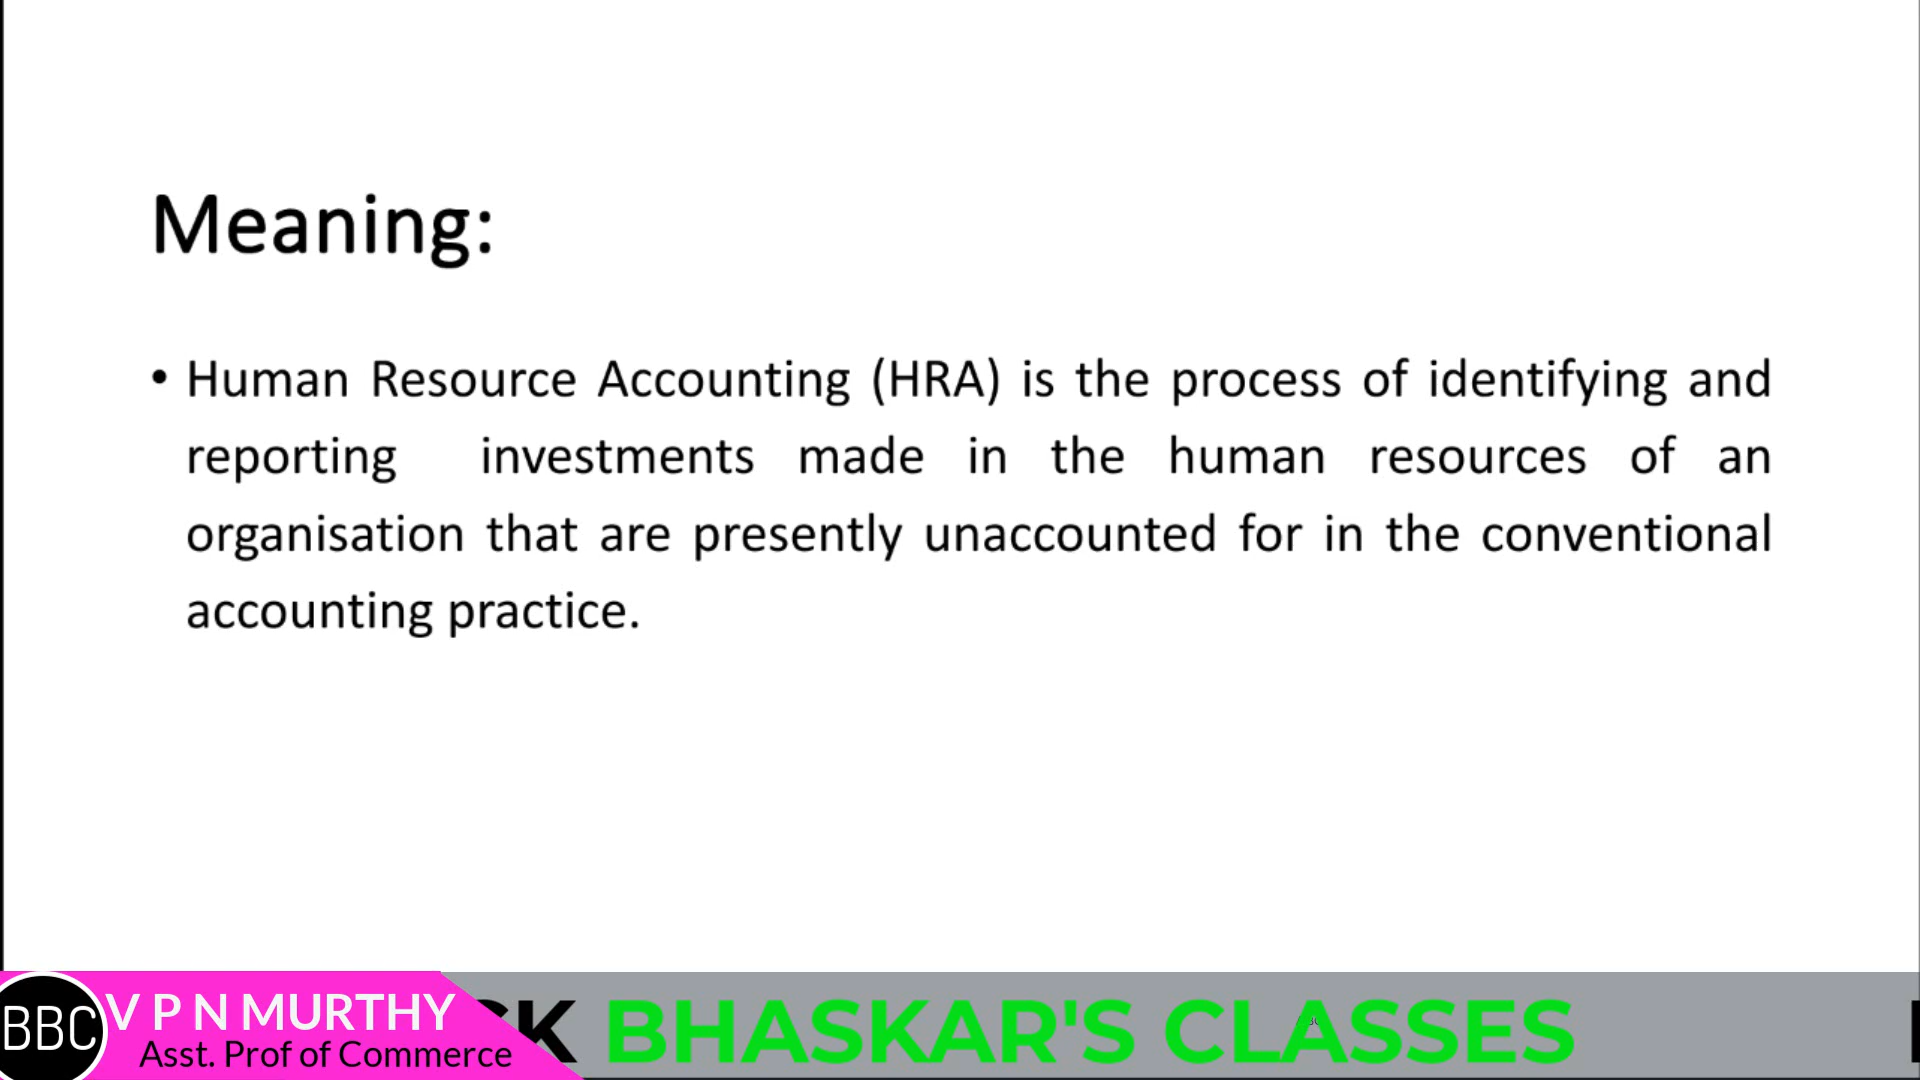 Meaning:
• Human Resource Accounting (HRA) is the process of identifying and
reporting investments made in the human resources of an
organisation that are presently unaccounted for in the conventional
accounting practice.
BBC
V P N MURTHY
Asst. Prof of Commerce
BHASKAR'S CLASSES